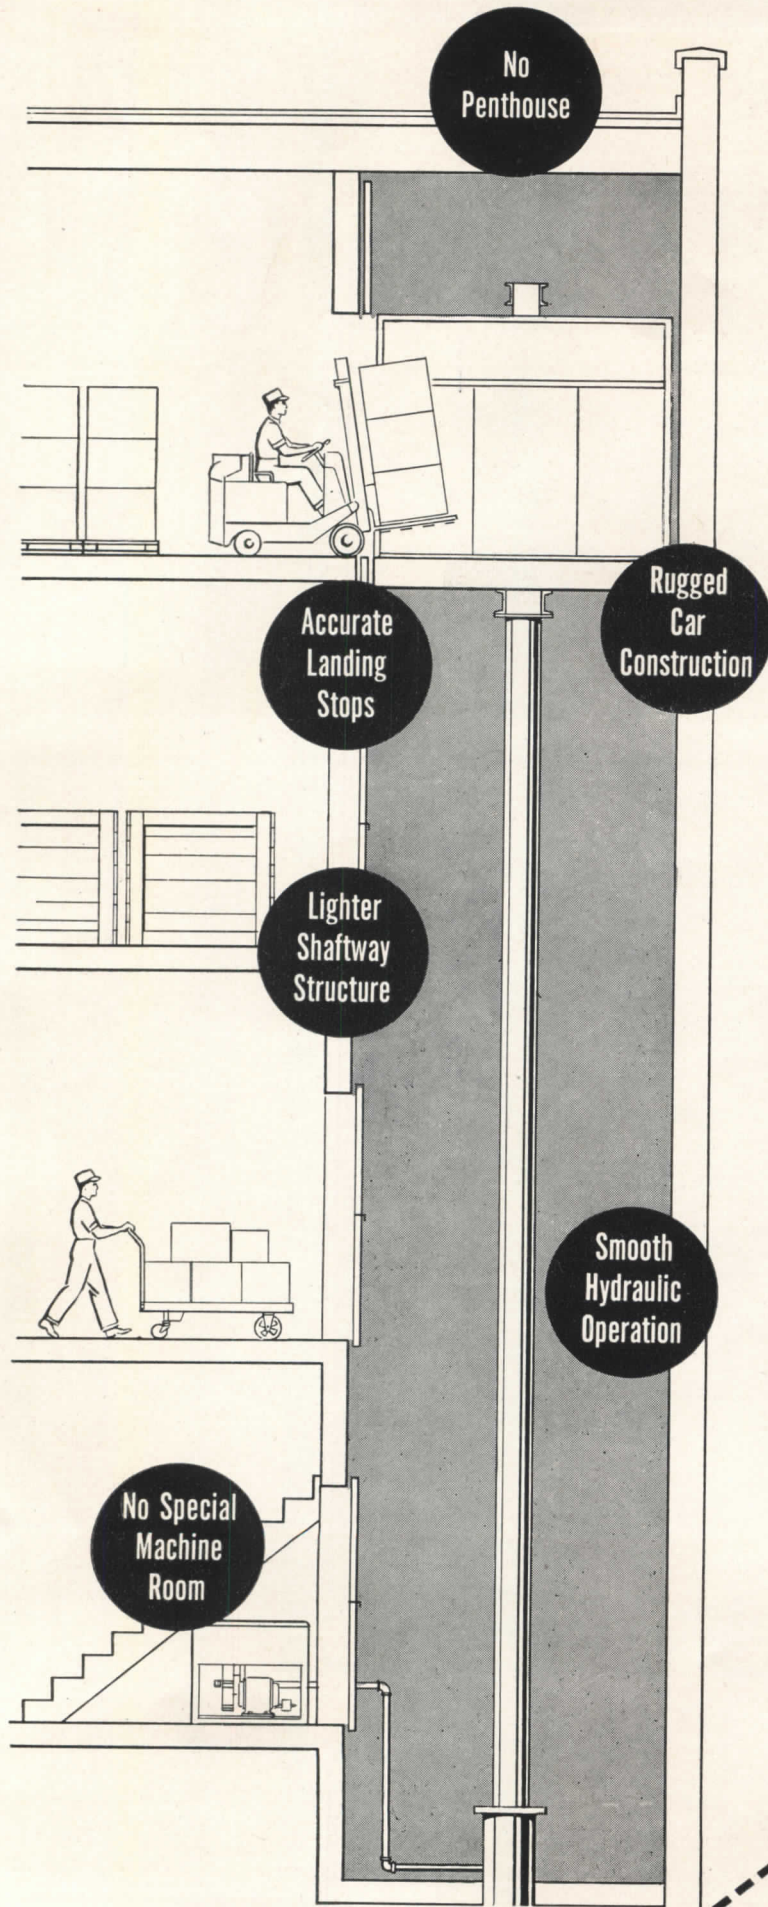 No
Penthouse
Rugged
Car
Construction
Accurate
Landing
Stops
Lighter
Shaftway
Structure
Smooth
Hydraulic
Operation
No Special
Machine
Room